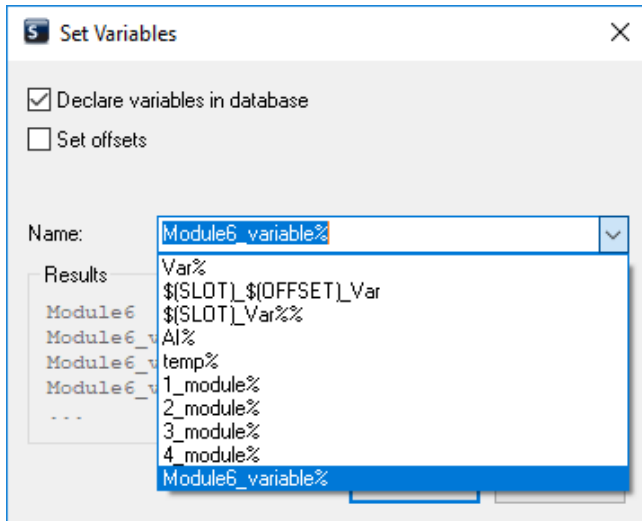 S Set Variables
Declare variables in database
Set offsets
Name: Module6_variable%
Results
Var%
$(SLOT)_$(OFFSET)_Var
Module6 $(SLOT)_Var%%
Module6_v AI%
Module6_v temp%
Module6_v 1_module%
... 2_module%
3_module%
4_module%
Module6_variable%